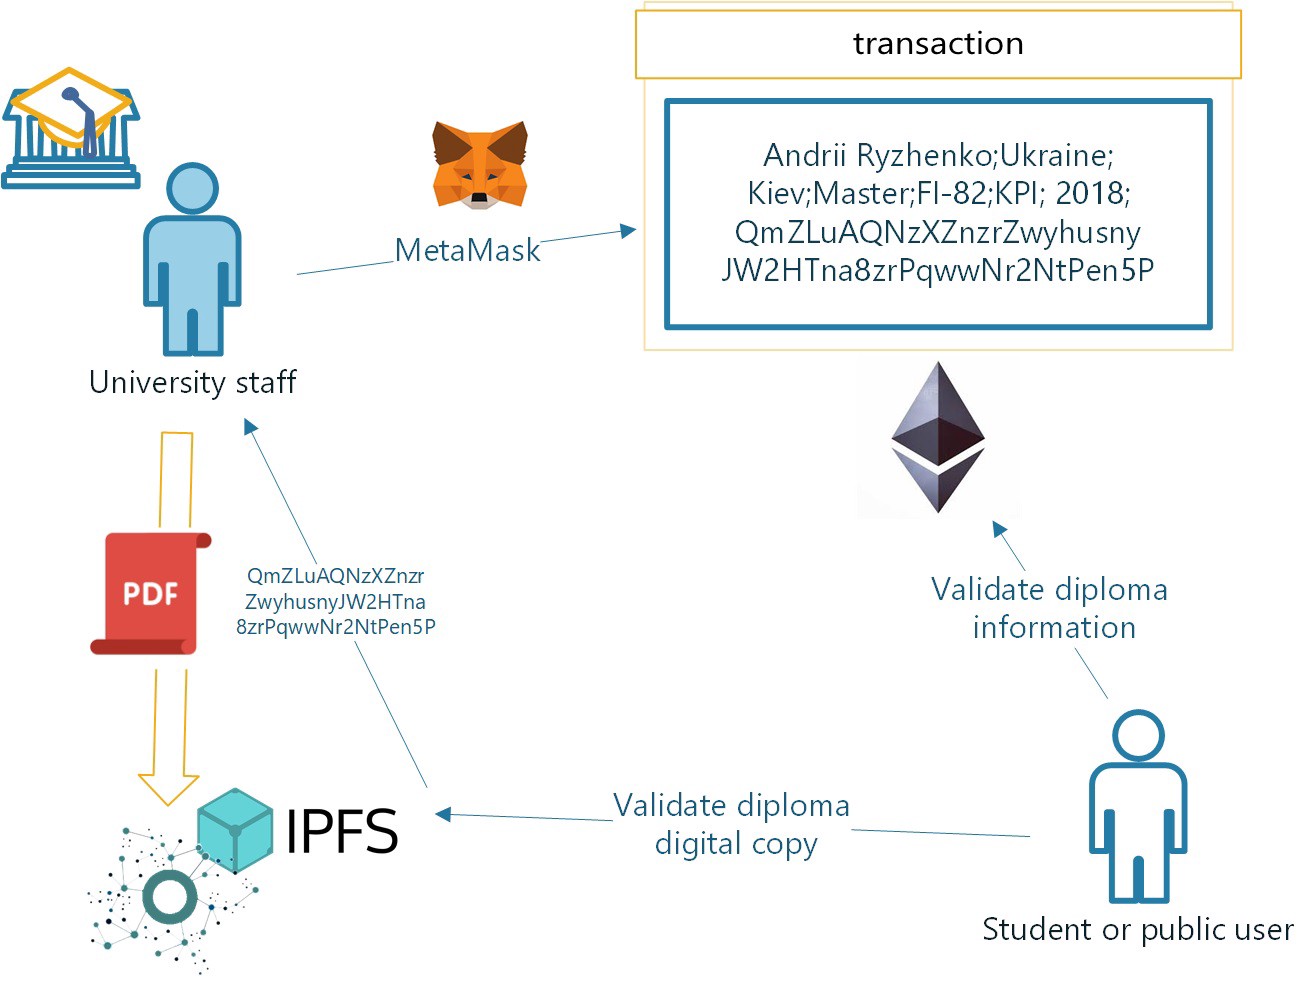 transaction
Andrii Ryzhenko;Ukraine;
Kiev;Master;FI-82;KPI; 2018;
QmZLuAQNzXZnzrZwyhusny
JW2HTna8zrPqwwNr2NtPen5P
MetaMask
University staff
PDF
QmZLuAQNzXZnzr
ZwyhusnyJW2HTna
8zrPqwwNr2NtPen5P
Validate diploma
information
IPFS
Validate diploma
digital copy
Student or public user